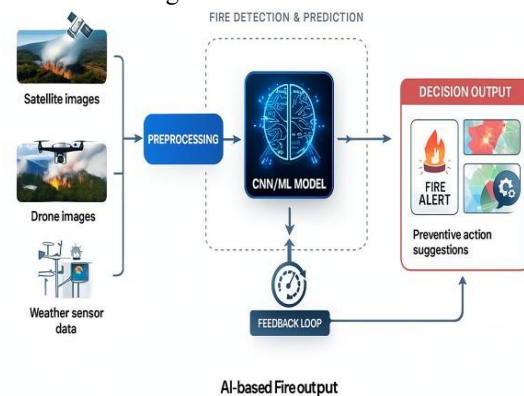 FIRE DETECTION & PREDICTION
Satellite images
Drone images
Weather sensor
data
PREPROCESSING
CNN/ML MODEL
FEEDBACK LOOP
DECISION OUTPUT
FIRE
ALERT
Preventive action
suggestions
AI-based Fireoutput